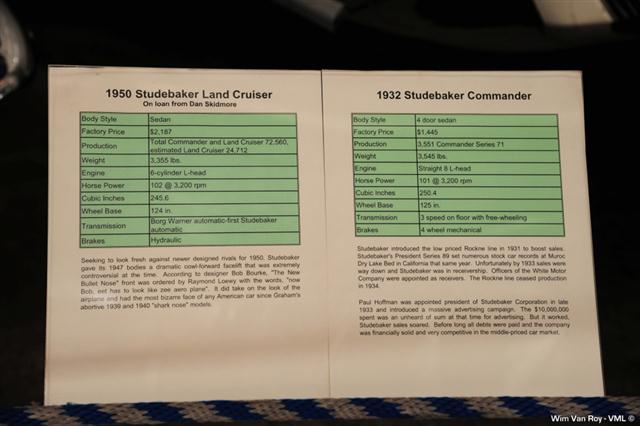 1950 Studebaker Land Cruiser
On loan from Dan Skidmore
Body Style Sedan
Factory Price $2,187
Production Total Commander and Land Cruiser 72,560,
estimated Land Cruiser 24,712
Weight 3,355 lbs.
Engine 6-cylinder L-head
Horse Power 102 @ 3,200 rpm
Cubic Inches 245.6
Wheel Base 124 in.
Transmission Borg Warner automatic-first Studebaker
automatic
Brakes Hydraulic
Seeking to look fresh against newer designed rivals for 1950, Studebaker
gave its 1947 bodies a dramatic cowl-forward facelift that was extremely
controversial at the time. According to designer Bob Bourke, "The New
Bullet Nose" front was ordered by Raymond Loewy with the words, "now
Bob, eet has to look like zee aero plane". It did take on the look of the
airplane and had the most bizarre face of any American car since Graham's
abortive 1939 and 1940 "shark nose" models.
1932 Studebaker Commander
Body Style 4 door sedan
Factory Price $1,445
Production 3,551 Commander Series 71
Weight 3,545 lbs.
Engine Straight 8 L-head
Horse Power 101 @ 3,200 rpm
Cubic Inches 250.4
Wheel Base 125 in.
Transmission 3 speed on floor with free-wheeling
Brakes 4 wheel mechanical
Studebaker introduced the low priced Rockne line in 1931 to boost sales.
Studebaker's President Series 89 set numerous stock car records at Muroc
Dry Lake Bed in California that same year. Unfortunately by 1933 sales were
way down and Studebaker was in receivership. Officers of the White Motor
Company were appointed as receivers. The Rockne line ceased production
in 1934.
Paul Hoffman was appointed president of Studebaker Corporation in late
1933 and introduced a massive advertising campaign. The $10,000,000
spent was an unheard of sum at that time for advertising. But it worked,
Studebaker sales soared. Before long all debts were paid and the company
was financially solid and very competitive in the middle-priced car market.
Wim Van Roy - VML ©